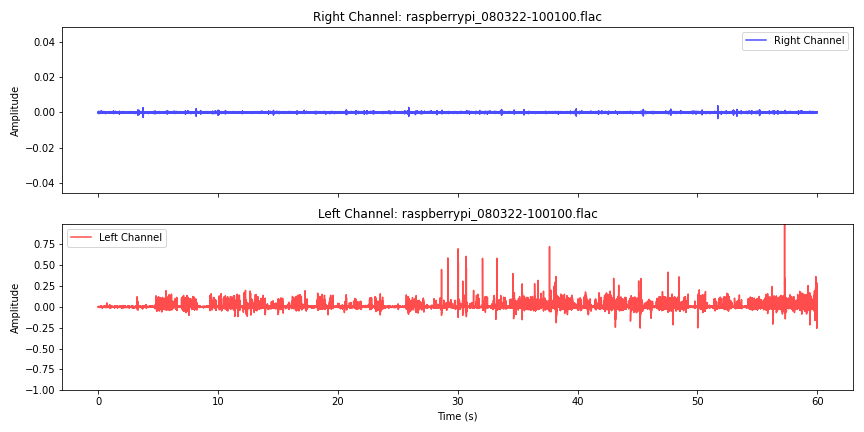 Right Channel: raspberrypi_080322-100100.flac
Right Channel
Amplitude
0.04
0.02
0.00
−0.02
−0.04
Left Channel: raspberrypi_080322-100100.flac
Left Channel
Amplitude
0.75
0.50
0.25
0.00
−0.25
−0.50
−0.75
−1.00
0 10 20 30 40 50 60
Time (s)